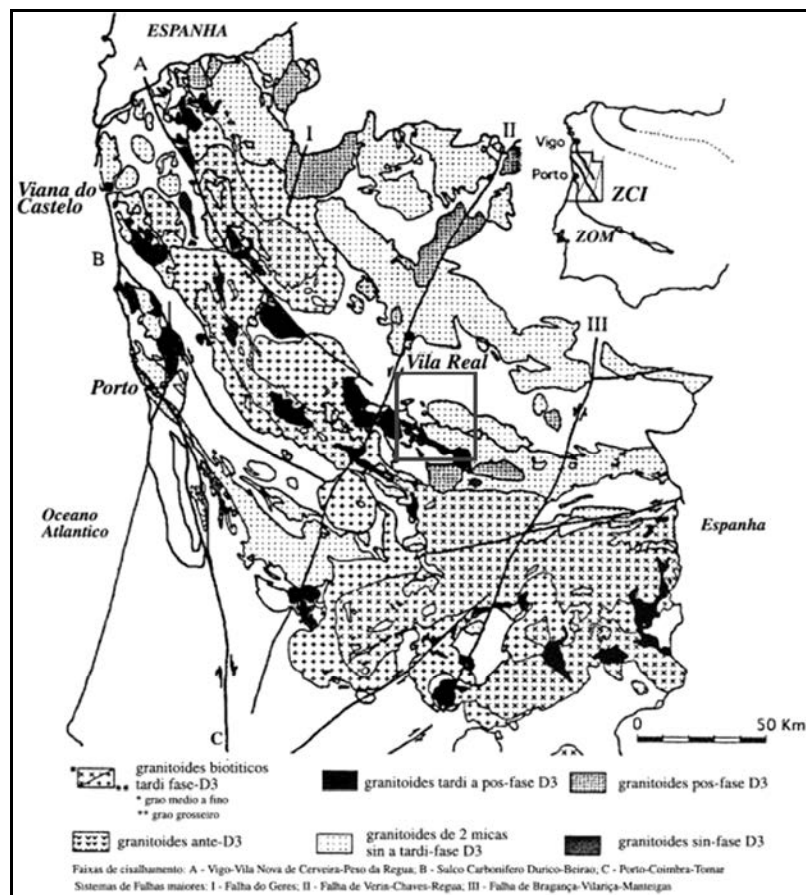 ESPANHA
A
I
II
Vigo
Porto
ZCI
ZOM
Viana do
Castelo
B
III
Vila Real
Porto
Oceano
Atlantico
Espanha
C
0 50 Km
* granitoides biotiticos
tardi fase-D3
**
* grao medio a fino
** grao grosseiro
granitoides tardi a pos-fase D3
granitoides pos-fase D3
granitoides ante-D3
granitoides de 2 micas
sin a tardi-fase D3
granitoides sin-fase D3
Faixas de cisalhamento: A - Vigo-Vila Nova de Cerveira-Peso da Regua; B - Sulco Carbonifero Durico-Beirao; C - Porto-Coimbra-Tomar
Sistemas de Falhas maiores: I - Falha do Geres; II - Falha de Verin-Chaves-Regua; III - Falha de Bragança-Vilariça-Manteigas